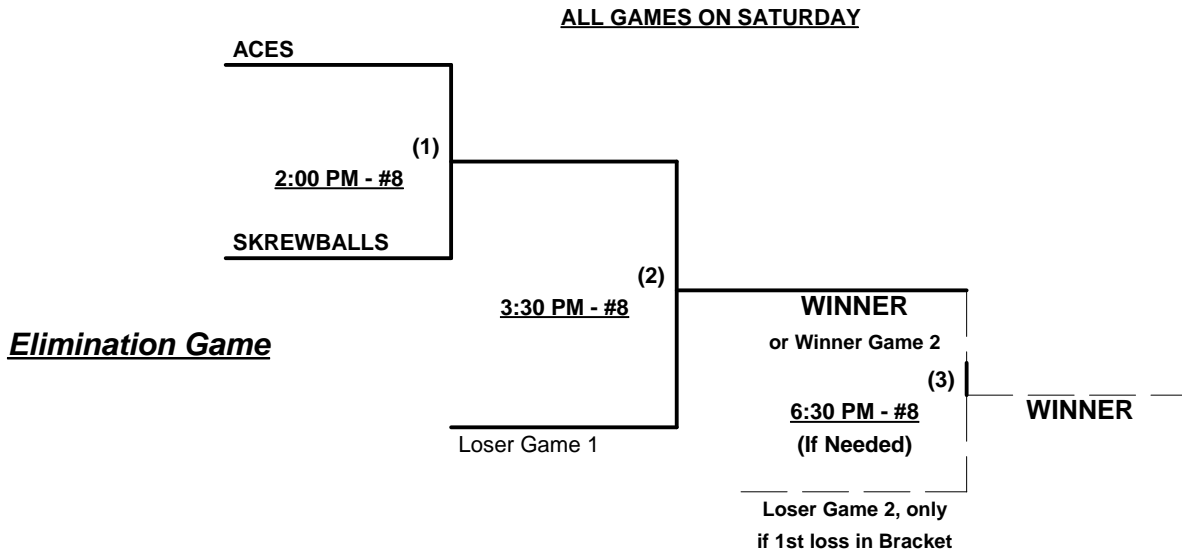 ALL GAMES ON SATURDAY
ACES
(1)
2:00 PM - #8
SKREWBALLS
(2)
3:30 PM - #8
WINNER
or Winner Game 2
Elimination Game
(3)
6:30 PM - #8
WINNER
(If Needed)
Loser Game 1
Loser Game 2, only
if 1st loss in Bracket